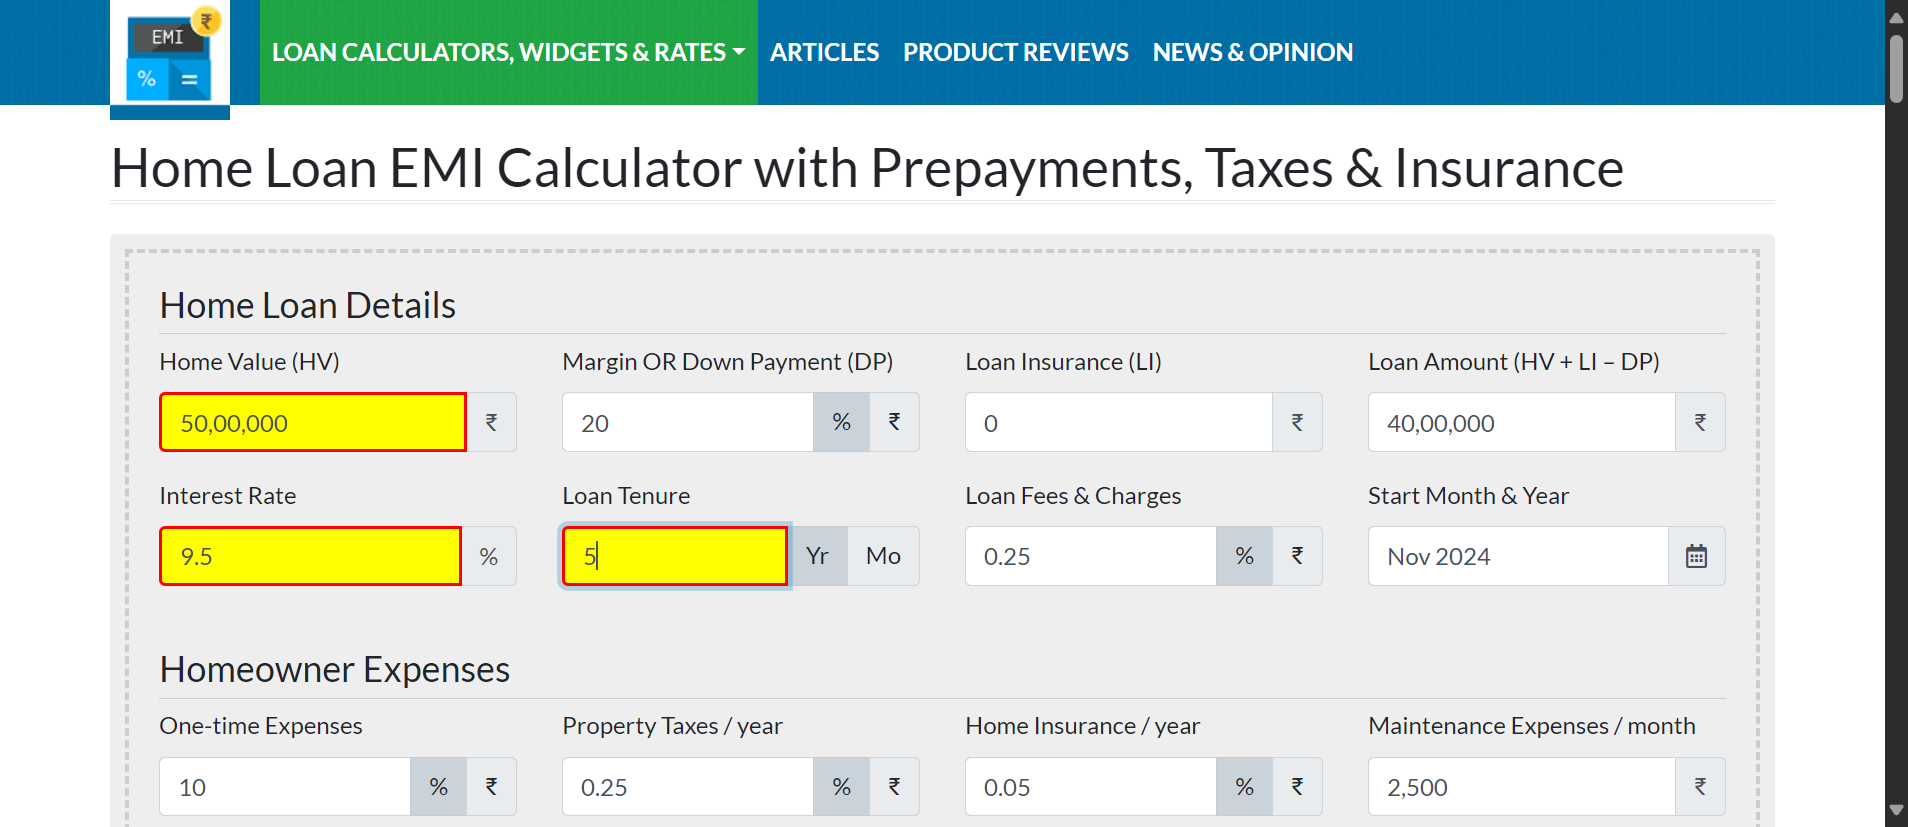 EMI ₹
% =
LOAN CALCULATORS, WIDGETS & RATES ARTICLES PRODUCT REVIEWS NEWS & OPINION
Home Loan EMI Calculator with Prepayments, Taxes & Insurance
Home Loan Details
Home Value (HV) Margin OR Down Payment (DP) Loan Insurance (LI) Loan Amount (HV + LI – DP)
50,00,000 ₹ 20 % ₹ 0 ₹ 40,00,000 ₹
Interest Rate Loan Tenure Loan Fees & Charges Start Month & Year
9.5 % 5 Yr Mo 0.25 % ₹ Nov 2024
Homeowner Expenses
One-time Expenses Property Taxes / year Home Insurance / year Maintenance Expenses / month
10 % ₹ 0.25 % ₹ 0.05 % ₹ 2,500 ₹